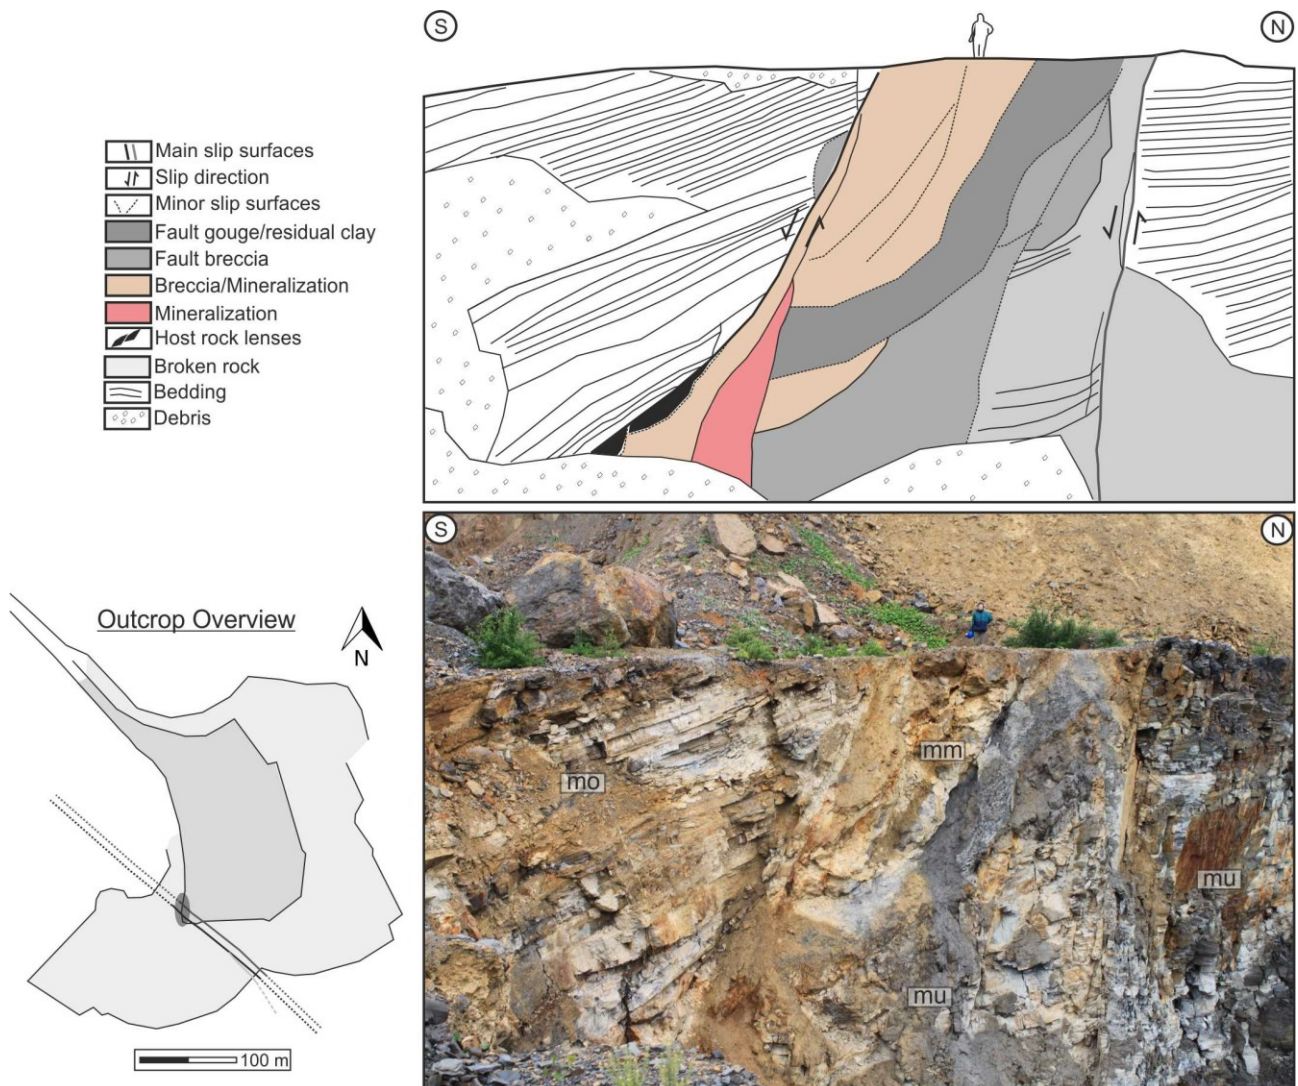 S
N
Main slip surfaces
Slip direction
Minor slip surfaces
Fault gouge/residual clay
Fault breccia
Breccia/Mineralization
Mineralization
Host rock lenses
Broken rock
Bedding
Debris
S
N
Outcrop Overview
N
100 m
mo
mm
mu
mu